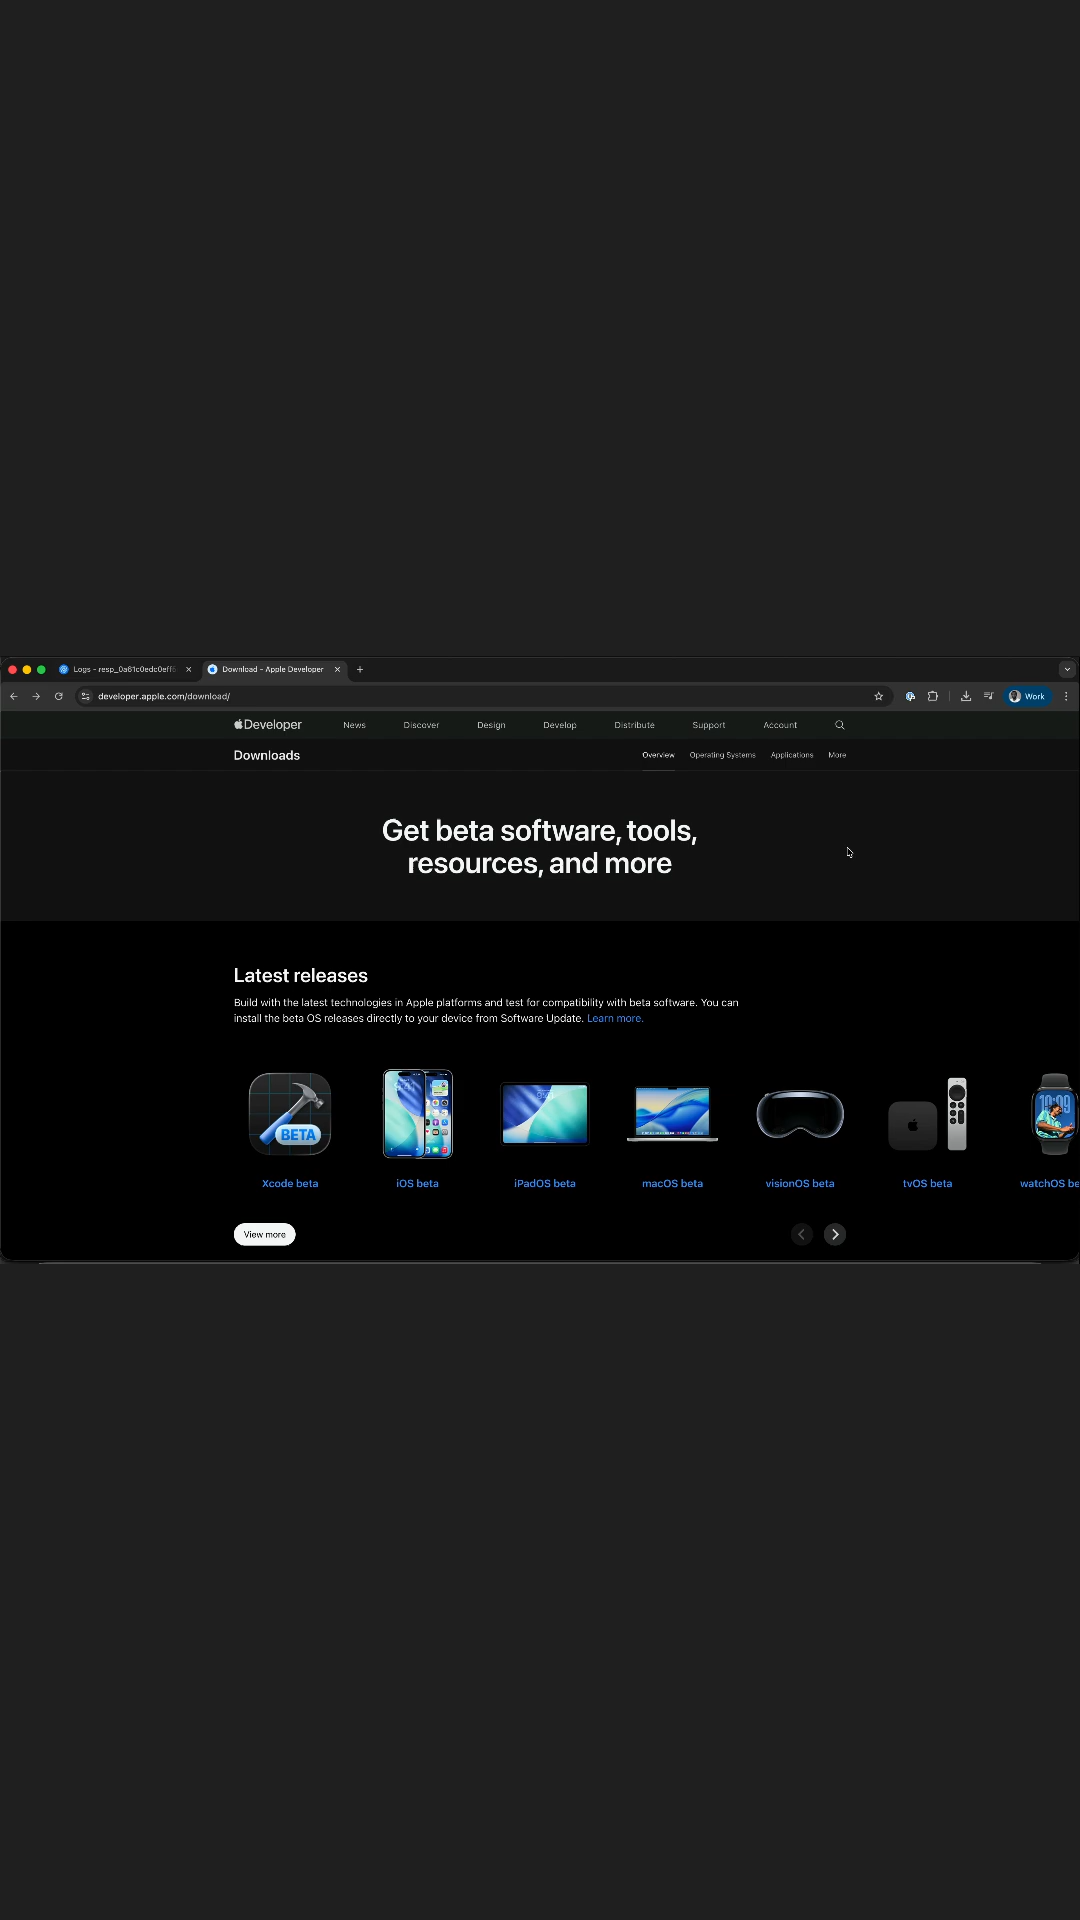 Logs - resp_0a61c0edc0eff
Download - Apple Developer
developer.apple.com/download/
Work
Developer
News
Discover
Design
Develop
Distribute
Support
Account
Downloads
Overview
Operating Systems
Applications
More
Get beta software, tools,
resources, and more
Latest releases
Build with the latest technologies in Apple platforms and test for compatibility with beta software. You can
install the beta OS releases directly to your device from Software Update. Learn more.
BETA
10:09
Xcode beta
iOS beta
iPadOS beta
macOS beta
visionOS beta
tvOS beta
watchOS be
View more